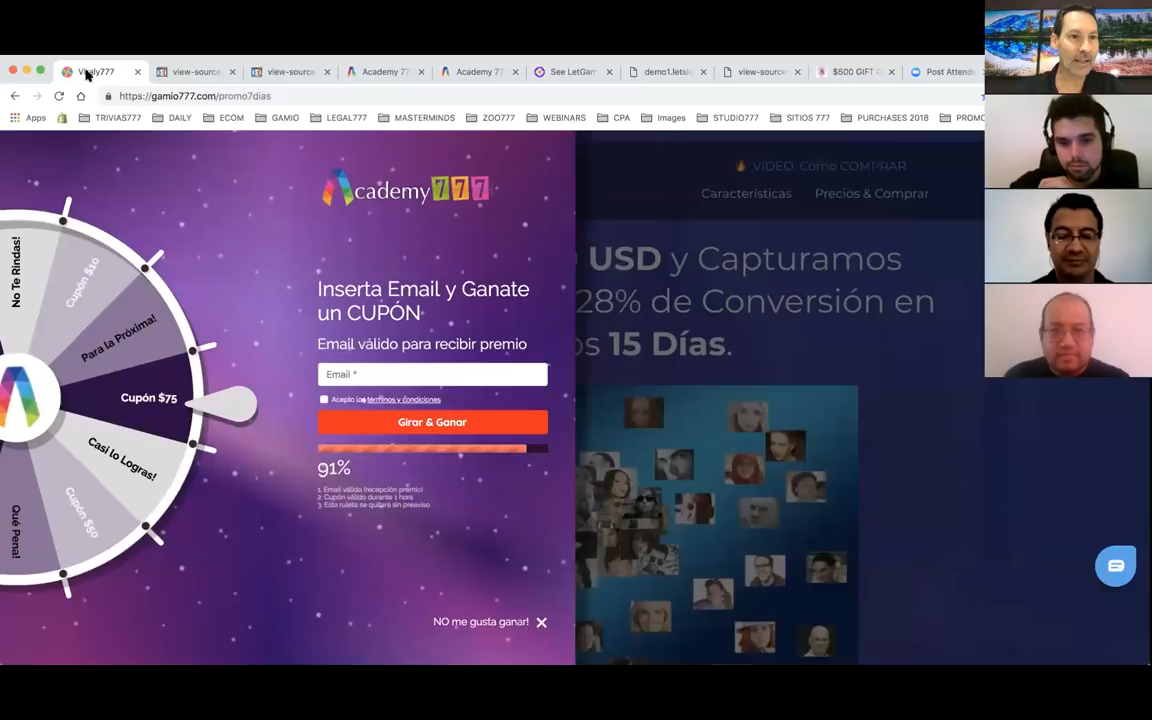 Viraly777
view-source
view-source
Academy 77
Academy 77
See LetGam
demo1.letsl
view-source
$500 GIFT
Post Attend
https://gamio777.com/promo7dias
Apps
TRIVIAS777
DAILY
ECOM
GAMIO
LEGAL777
MASTERMINDS
ZOO777
WEBINARS
CPA
Images
STUDIO777
SITIOS 777
PURCHASES 2018
PROMO
Academy777
VIDEO: Cómo COMPRAR
Características
Precios & Comprar
USD y Capturamos
28% de Conversión en
os 15 Días.
No Te Rindas!
Cupón $10
Para la Próxima!
Cupón $75
Casi lo Logras!
Cupón $50
Qué Pena!
Inserta Email y Ganate
un CUPÓN
Email válido para recibir premio
Email *
Acepto los términos y condiciones
Girar & Ganar
91%
1. Email válido (recepción premio)
2. Cupón válido durante 1 hora
3. Esta ruleta se quitará sin preaviso
NO me gusta ganar!